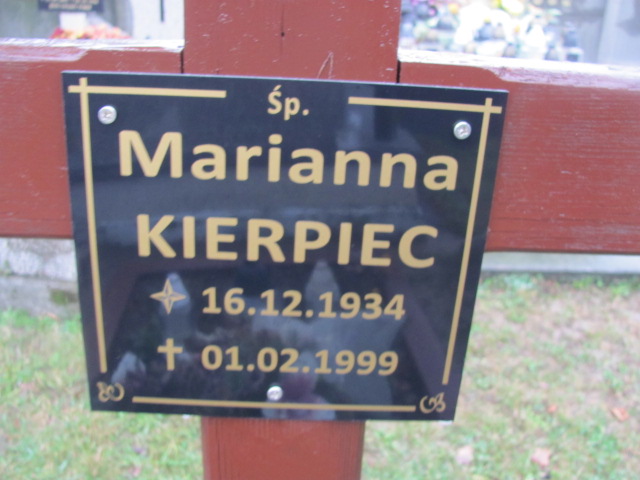 Śp.
Marianna
KIERPIEC
16.12.1934
01.02.1999